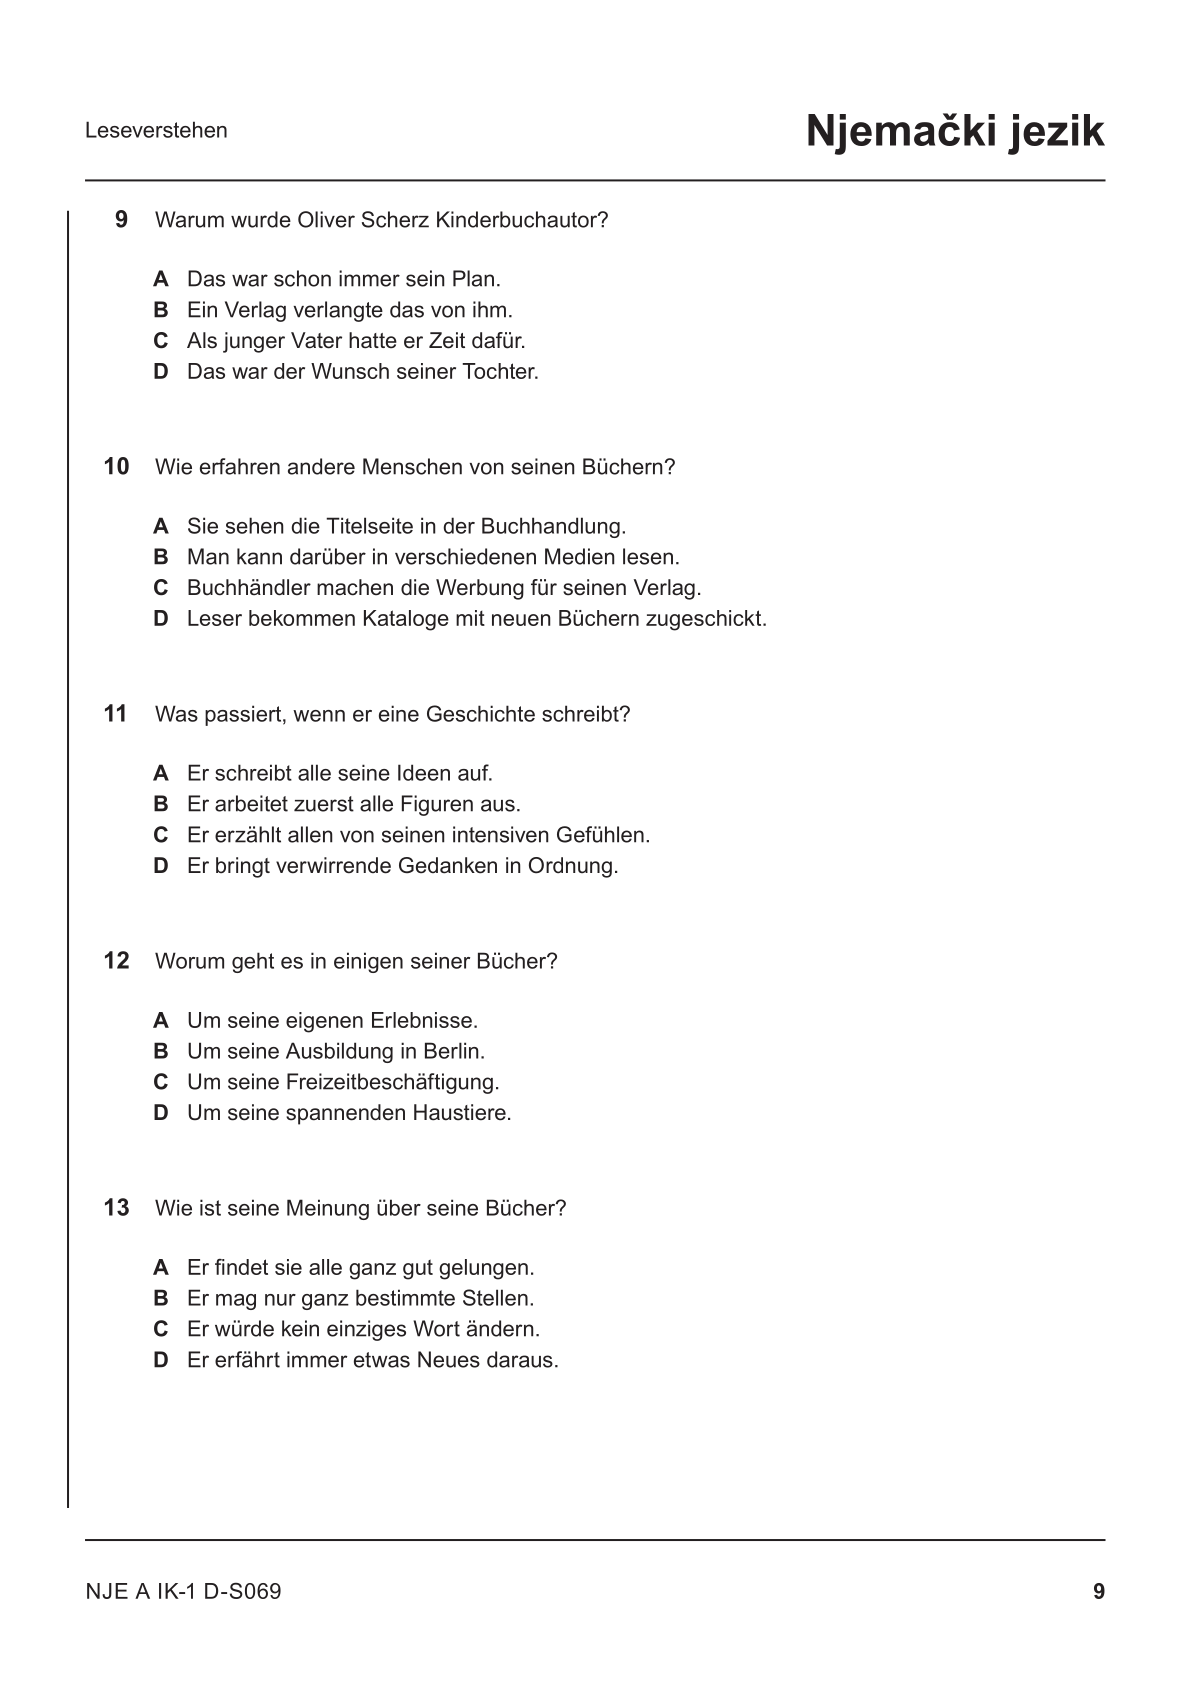 Leseverstehen
Njemački jezik
9 Warum wurde Oliver Scherz Kinderbuchautor?
A Das war schon immer sein Plan.
B Ein Verlag verlangte das von ihm.
C Als junger Vater hatte er Zeit dafür.
D Das war der Wunsch seiner Tochter.
10 Wie erfahren andere Menschen von seinen Büchern?
A Sie sehen die Titelseite in der Buchhandlung.
B Man kann darüber in verschiedenen Medien lesen.
C Buchhändler machen die Werbung für seinen Verlag.
D Leser bekommen Kataloge mit neuen Büchern zugeschickt.
11 Was passiert, wenn er eine Geschichte schreibt?
A Er schreibt alle seine Ideen auf.
B Er arbeitet zuerst alle Figuren aus.
C Er erzählt allen von seinen intensiven Gefühlen.
D Er bringt verwirrende Gedanken in Ordnung.
12 Worum geht es in einigen seiner Bücher?
A Um seine eigenen Erlebnisse.
B Um seine Ausbildung in Berlin.
C Um seine Freizeitbeschäftigung.
D Um seine spannenden Haustiere.
13 Wie ist seine Meinung über seine Bücher?
A Er findet sie alle ganz gut gelungen.
B Er mag nur ganz bestimmte Stellen.
C Er würde kein einziges Wort ändern.
D Er erfährt immer etwas Neues daraus.
NJE A IK-1 D-S069
9